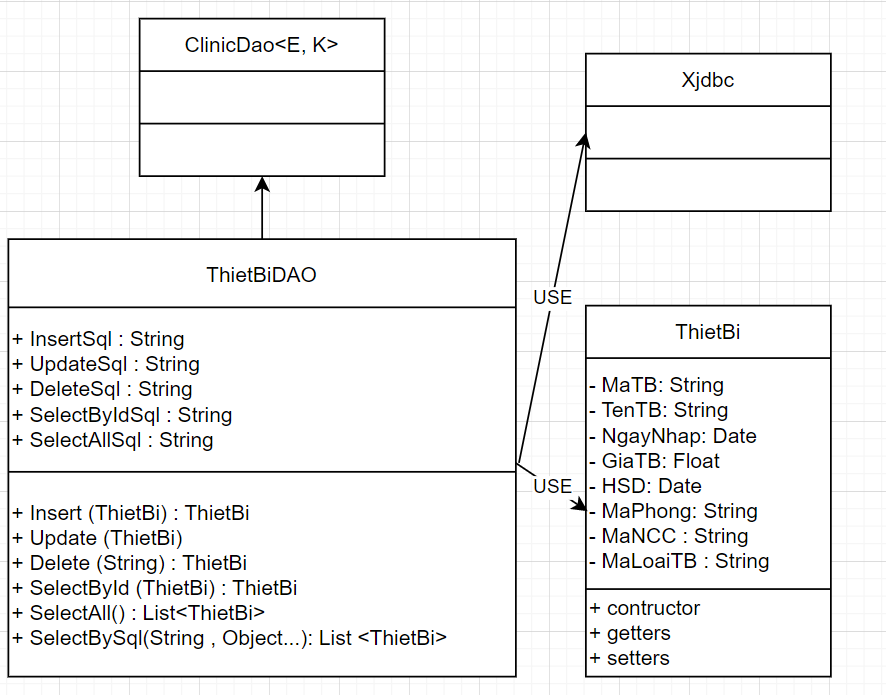 ClinicDao<E, K>
Xjdbc
ThietBiDAO
+ InsertSql : String
+ UpdateSql : String
+ DeleteSql : String
+ SelectByIdSql : String
+ SelectAllSql : String
+ Insert (ThietBi) : ThietBi
+ Update (ThietBi)
+ Delete (String) : ThietBi
+ SelectById (ThietBi) : ThietBi
+ SelectAll() : List<ThietBi>
+ SelectBySql(String , Object...): List <ThietBi>
USE
USE
ThietBi
- MaTB: String
- TenTB: String
- NgayNhap: Date
- GiaTB: Float
- HSD: Date
- MaPhong: String
- MaNCC : String
- MaLoaiTB : String
+ contructor
+ getters
+ setters